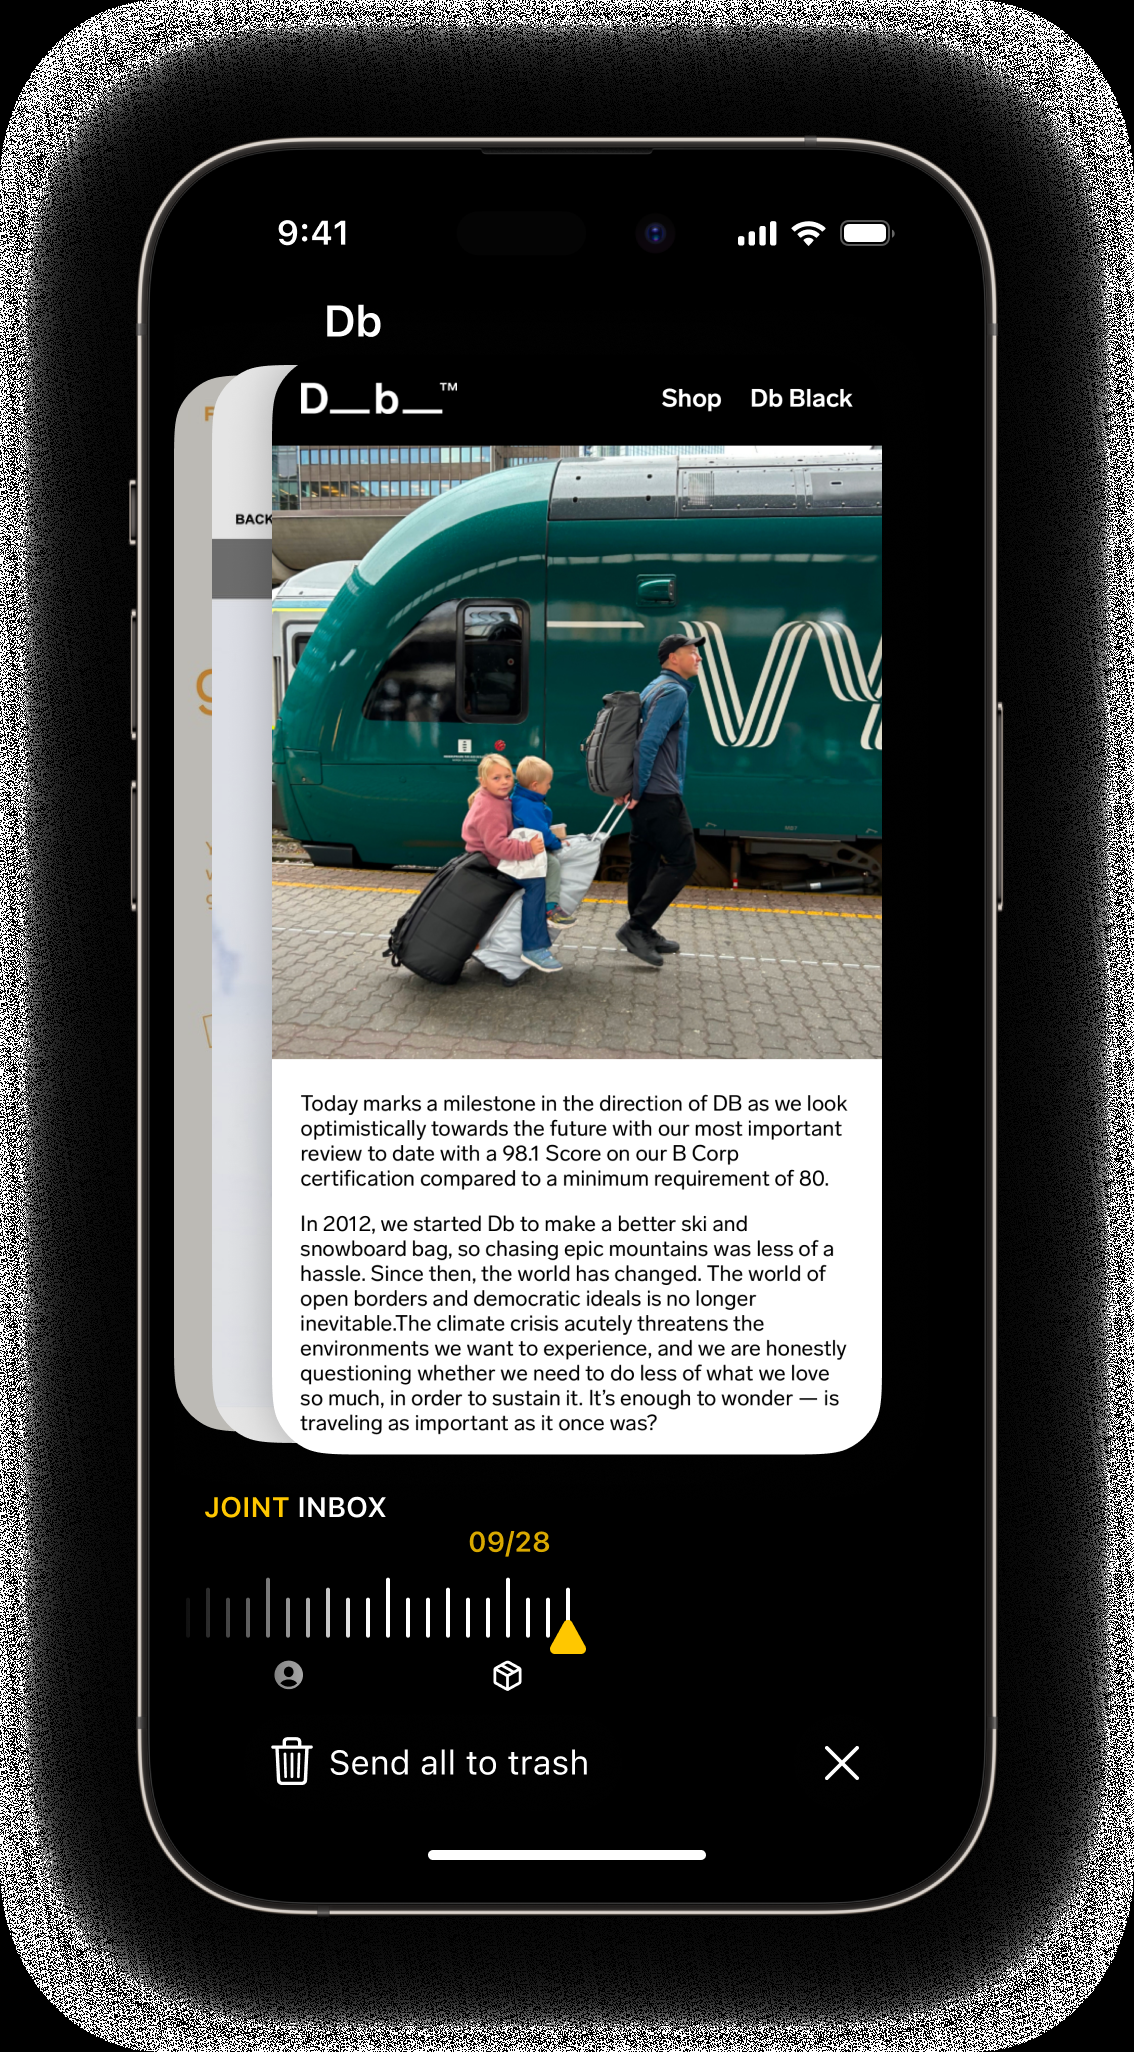 9:41
Db
D__b__™
Shop Db Black
BACK
Vy
Today marks a milestone in the direction of DB as we look
optimistically towards the future with our most important
review to date with a 98.1 Score on our B Corp
certification compared to a minimum requirement of 80.
In 2012, we started Db to make a better ski and
snowboard bag, so chasing epic mountains was less of a
hassle. Since then, the world has changed. The world of
open borders and democratic ideals is no longer
inevitable.The climate crisis acutely threatens the
environments we want to experience, and we are honestly
questioning whether we need to do less of what we love
so much, in order to sustain it. It’s enough to wonder — is
traveling as important as it once was?
JOINT INBOX
09/28
Send all to trash